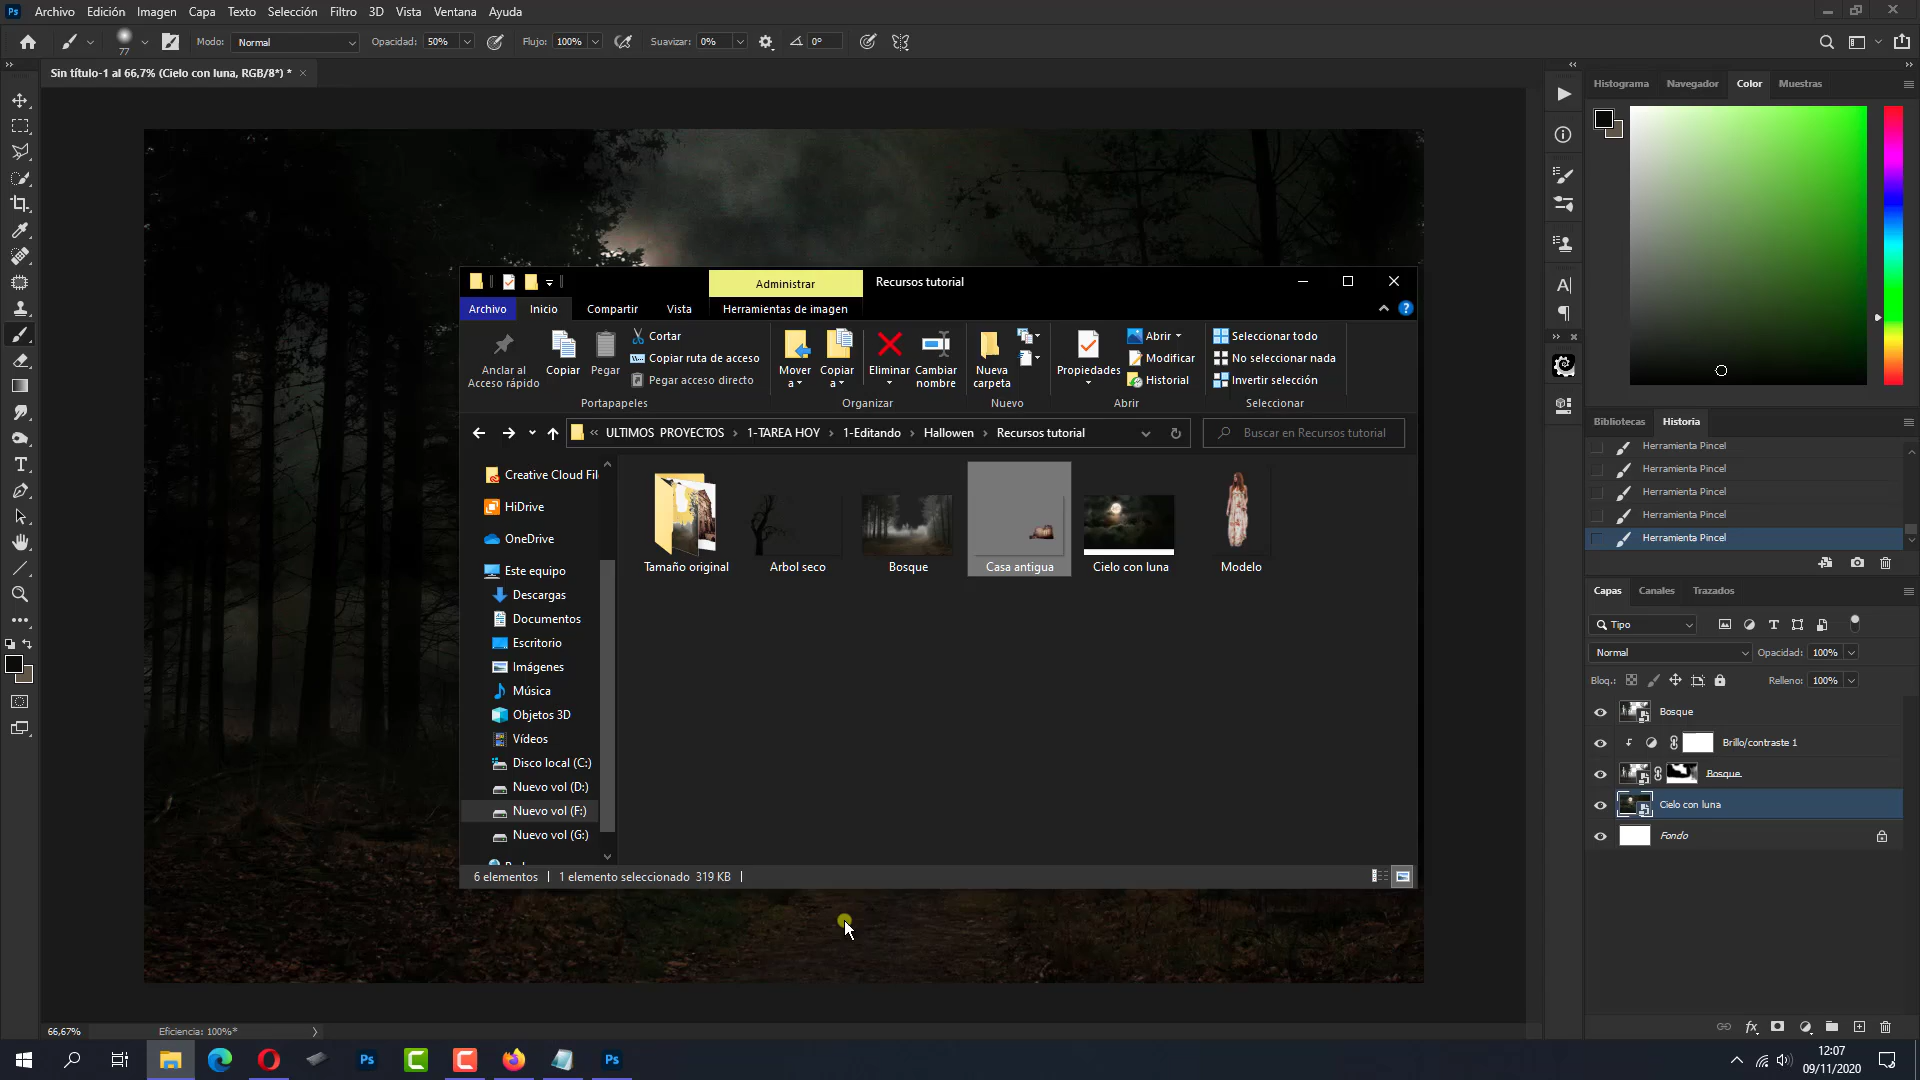 Ps Archivo Edición Imagen Capa Texto Selección Filtro 3D Vista Ventana Ayuda
77 Modo: Normal Opacidad: 50% Flujo: 100% Suavizar: 0% 0°
Sin título-1 al 66,7% (Cielo con luna, RGB/8*) *
Histograma Navegador Color Muestras
Administrar Recursos tutorial
Archivo Inicio Compartir Vista Herramientas de imagen
Anclar al
Acceso rápido
Copiar
Pegar
Cortar
Copiar ruta de acceso
Pegar acceso directo
Portapapeles
Mover
a
Copiar
a
Eliminar
Cambiar
nombre
Organizar
Nueva
carpeta
Nuevo
Propiedades
Abrir
Modificar
Historial
Abrir
Seleccionar todo
No seleccionar nada
Invertir selección
Seleccionar
« ULTIMOS PROYECTOS › 1-TAREA HOY › 1-Editando › Hallowen › Recursos tutorial
Buscar en Recursos tutorial
Creative Cloud Fil
HiDrive
OneDrive
Este equipo
Descargas
Documentos
Escritorio
Imágenes
Música
Objetos 3D
Vídeos
Disco local (C:)
Nuevo vol (D:)
Nuevo vol (F:)
Nuevo vol (G:)
Tamaño original
Arbol seco
Bosque
Casa antigua
Cielo con luna
Modelo
6 elementos 1 elemento seleccionado 319 KB
Bibliotecas Historia
Herramienta Pincel
Herramienta Pincel
Herramienta Pincel
Herramienta Pincel
Herramienta Pincel
Capas Canales Trazados
Tipo
Normal Opacidad: 100%
Bloq.: Relleno: 100%
Bosque
Brillo/contraste 1
Bosque
Cielo con luna
Fondo
66,67% Eficiencia: 100%*
Ps Ps
12:07
09/11/2020